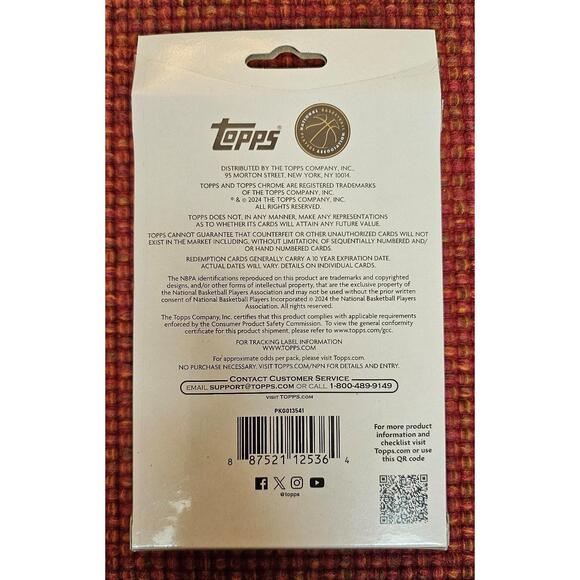 Topps®
NATIONAL BASKETBALL
PLAYERS ASSOCIATION
DISTRIBUTED BY THE TOPPS COMPANY, INC.,
95 MORTON STREET, NEW YORK, NY 10014.
TOPPS AND TOPPS CHROME ARE REGISTERED TRADEMARKS
OF THE TOPPS COMPANY, INC.
® & © 2024 THE TOPPS COMPANY, INC.
ALL RIGHTS RESERVED.
TOPPS DOES NOT, IN ANY MANNER, MAKE ANY REPRESENTATIONS
AS TO WHETHER ITS CARDS WILL ATTAIN ANY FUTURE VALUE.
TOPPS CANNOT GUARANTEE THAT COUNTERFEIT OR OTHER UNAUTHORIZED CARDS WILL NOT
EXIST IN THE MARKET INCLUDING, WITHOUT LIMITATION, OF SEQUENTIALLY NUMBERED AND/
OR HAND NUMBERED CARDS.
REDEMPTION CARDS GENERALLY CARRY A 10 YEAR EXPIRATION DATE.
ACTUAL DATES WILL VARY. DETAILS ON INDIVIDUAL CARDS.
The NBPA identifications reproduced on this product are trademarks and copyrighted
designs, and/or other forms of intellectual property, that are the exclusive property of
the National Basketball Players Association and may not be used without the prior written
consent of National Basketball Players Incorporated © 2024 the National Basketball Players
Association. All rights reserved.
The Topps Company, Inc. certifies that this product complies with applicable requirements
enforced by the Consumer Product Safety Commission. To view the general conformity
certificate for this product shipment, please refer to www.topps.com/gcc.
FOR TRACKING LABEL INFORMATION
WWW.TOPPS.COM
For approximate odds per pack, please visit Topps.com.
NO PURCHASE NECESSARY. VISIT TOPPS.COM/NPN FOR DETAILS AND ENTRY.
CONTACT CUSTOMER SERVICE
EMAIL SUPPORT@TOPPS.COM OR CALL 1-800-489-9149
VISIT TOPPS.COM
PKG013541
8 87521 12536 4
@topps
For more product
information and
checklist visit
Topps.com or use
this QR code